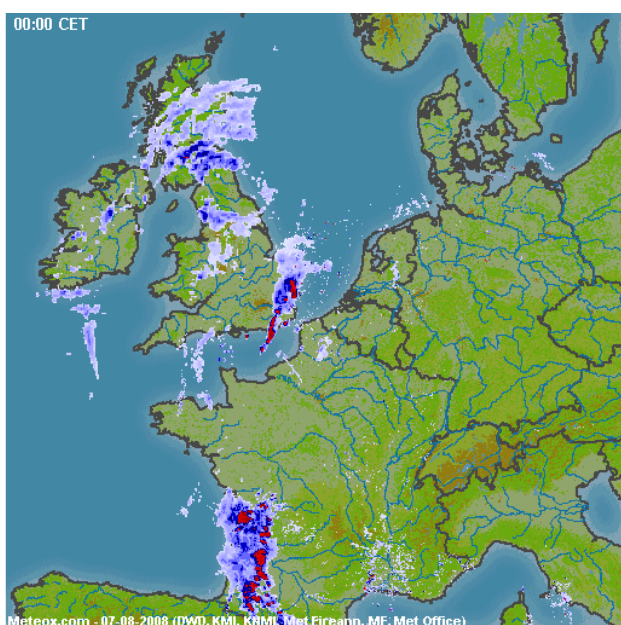 00:00 CET
Meteox.com - 07-08-2008 (DWD, KMI, KNMI, Met Eireann, MF, Met Office)